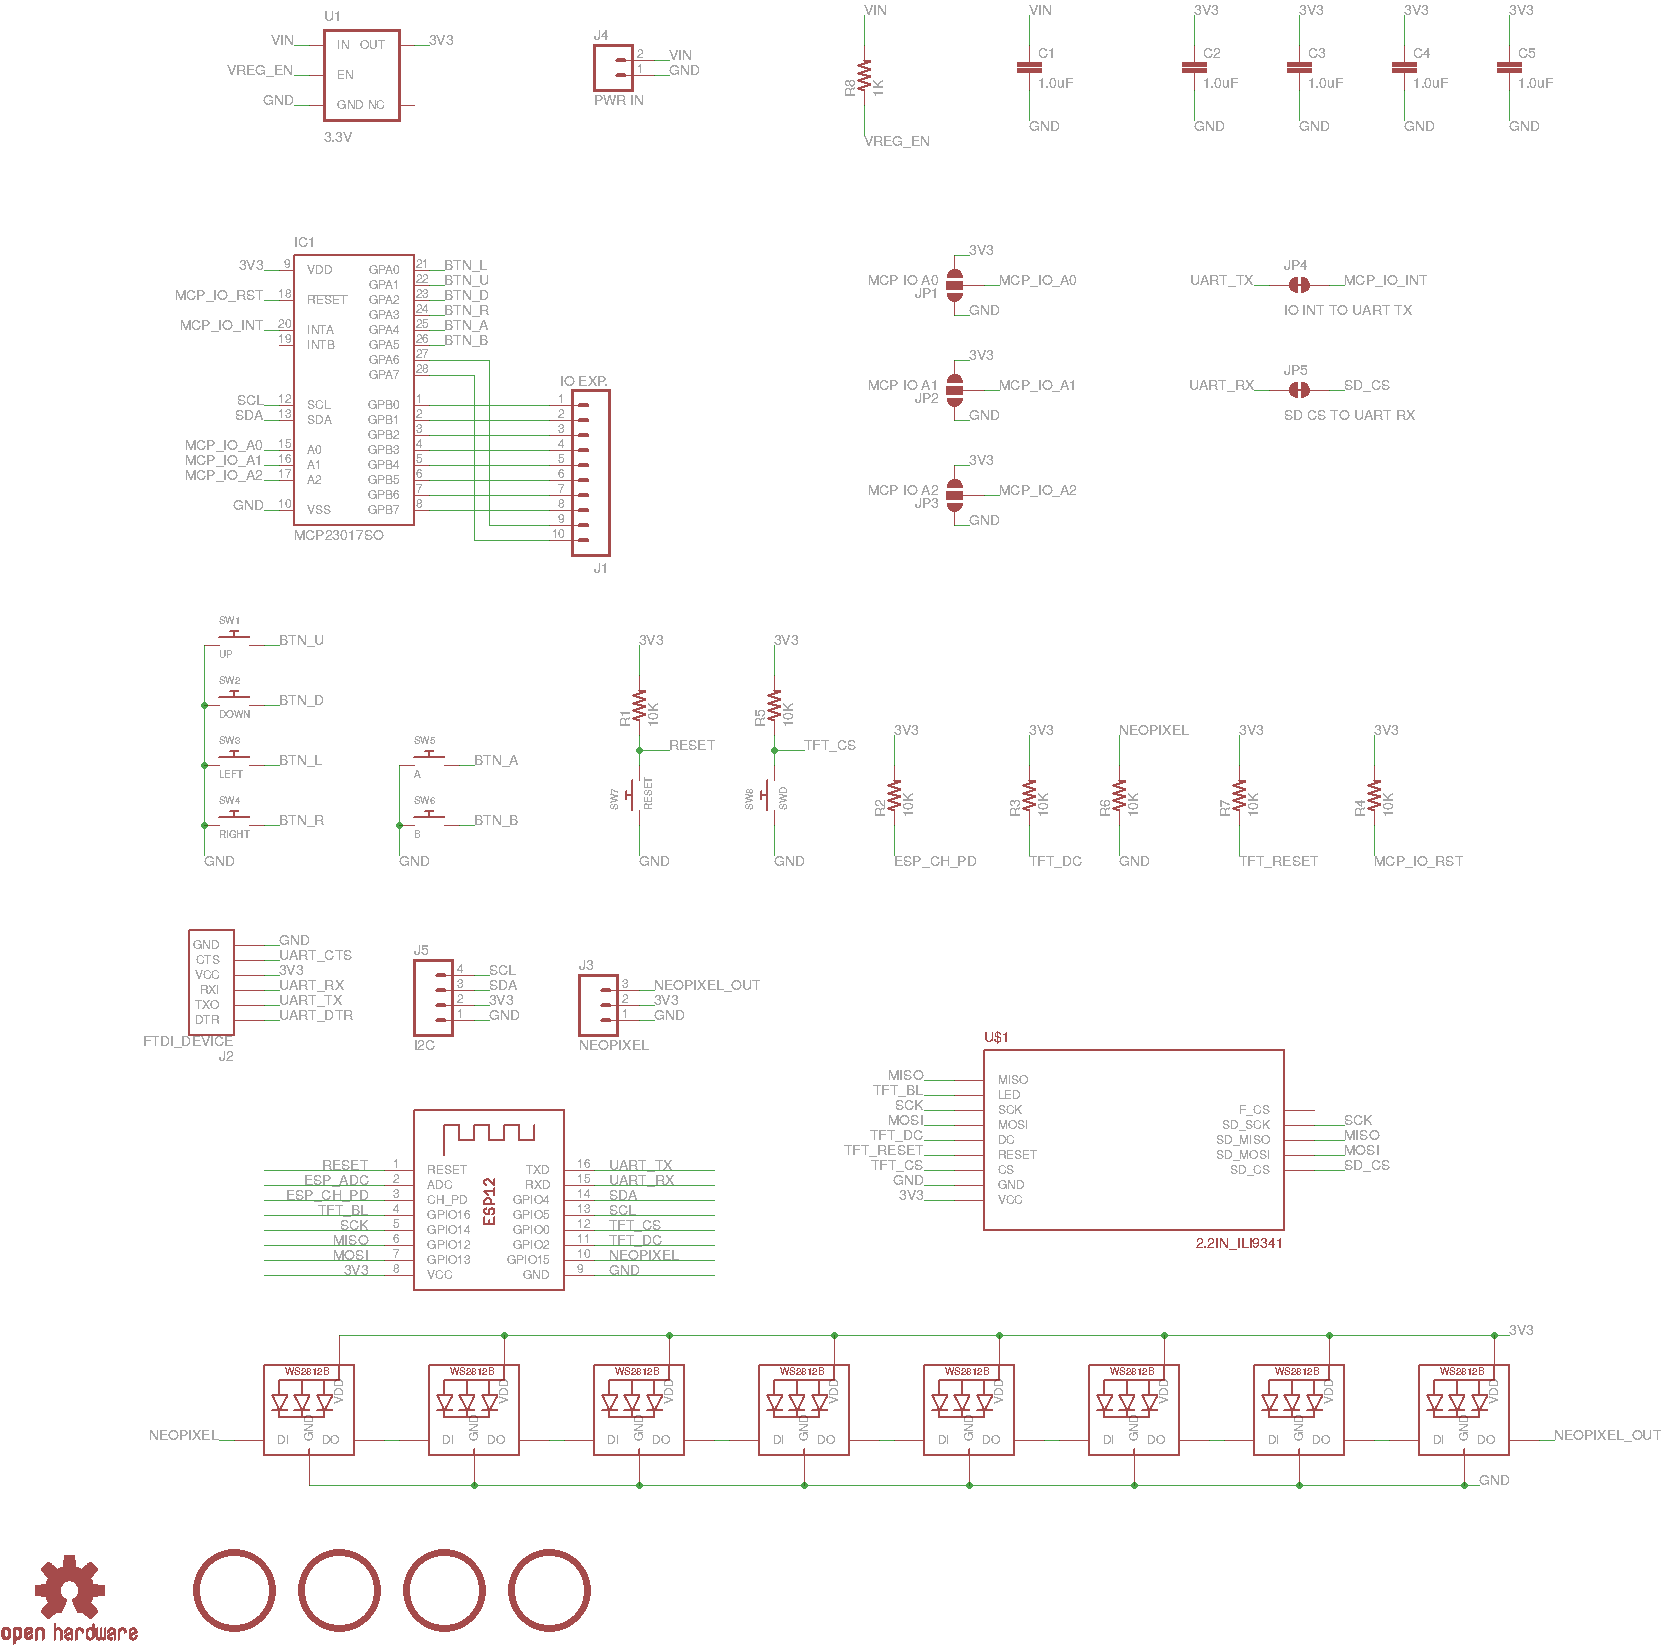 U1
VIN
IN OUT
3V3
VREG_EN
EN
GND
GND NC
3.3V
J4
2
VIN
1
GND
PWR IN
VIN
R8
1K
VREG_EN
VIN
C1
1.0uF
GND
3V3
C2
1.0uF
GND
3V3
C3
1.0uF
GND
3V3
C4
1.0uF
GND
3V3
C5
1.0uF
GND
IC1
3V3 9 VDD GPA0 21 BTN_L
GPA1 22 BTN_U
MCP_IO_RST 18 RESET GPA2 23 BTN_D
GPA3 24 BTN_R
MCP_IO_INT 20 INTA GPA4 25 BTN_A
19 INTB GPA5 26 BTN_B
GPA6 27
GPA7 28
IO EXP.
SCL 12 SCL GPB0 1 1
SDA 13 SDA GPB1 2 2
GPB2 3 3
MCP_IO_A0 15 A0 GPB3 4 4
MCP_IO_A1 16 A1 GPB4 5 5
MCP_IO_A2 17 A2 GPB5 6 6
GPB6 7 7
GND 10 VSS GPB7 8 8
9
10
MCP23017SO
J1
3V3
MCP IO A0
JP1
MCP_IO_A0
GND
3V3
MCP IO A1
JP2
MCP_IO_A1
GND
3V3
MCP IO A2
JP3
MCP_IO_A2
GND
JP4
UART_TX
MCP_IO_INT
IO INT TO UART TX
JP5
UART_RX
SD_CS
SD CS TO UART RX
SW1
BTN_U
UP
SW2
BTN_D
DOWN
SW3
BTN_L
LEFT
SW4
BTN_R
RIGHT
GND
SW5
BTN_A
A
SW6
BTN_B
B
GND
3V3
R1
10K
RESET
SW7
RESET
GND
3V3
R5
10K
TFT_CS
SW8
SWD
GND
3V3
R2
10K
ESP_CH_PD
3V3
R3
10K
TFT_DC
NEOPIXEL
R6
10K
GND
3V3
R7
10K
TFT_RESET
3V3
R4
10K
MCP_IO_RST
GND GND
CTS UART_CTS
VCC 3V3
RXI UART_RX
TXO UART_TX
DTR UART_DTR
FTDI_DEVICE
J2
J5
4 SCL
3 SDA
2 3V3
1 GND
I2C
J3
3 NEOPIXEL_OUT
2 3V3
1 GND
NEOPIXEL
U$1
MISO MISO
TFT_BL LED
SCK SCK F_CS
MOSI MOSI SD_SCK SCK
TFT_DC DC SD_MISO MISO
TFT_RESET RESET SD_MOSI MOSI
TFT_CS CS SD_CS SD_CS
GND GND
3V3 VCC
2.2IN_ILI9341
ESP12
RESET 1 RESET TXD 16 UART_TX
ESP_ADC 2 ADC RXD 15 UART_RX
ESP_CH_PD 3 CH_PD GPIO4 14 SDA
TFT_BL 4 GPIO16 GPIO5 13 SCL
SCK 5 GPIO14 GPIO0 12 TFT_CS
MISO 6 GPIO12 GPIO2 11 TFT_DC
MOSI 7 GPIO13 GPIO15 10 NEOPIXEL
3V3 8 VCC GND 9 GND
3V3
WS2812B WS2812B WS2812B WS2812B WS2812B WS2812B WS2812B WS2812B
VDD VDD VDD VDD VDD VDD VDD VDD
GND GND GND GND GND GND GND GND
NEOPIXEL DI DO DI DO DI DO DI DO DI DO DI DO DI DO DI DO NEOPIXEL_OUT
GND
open hardware